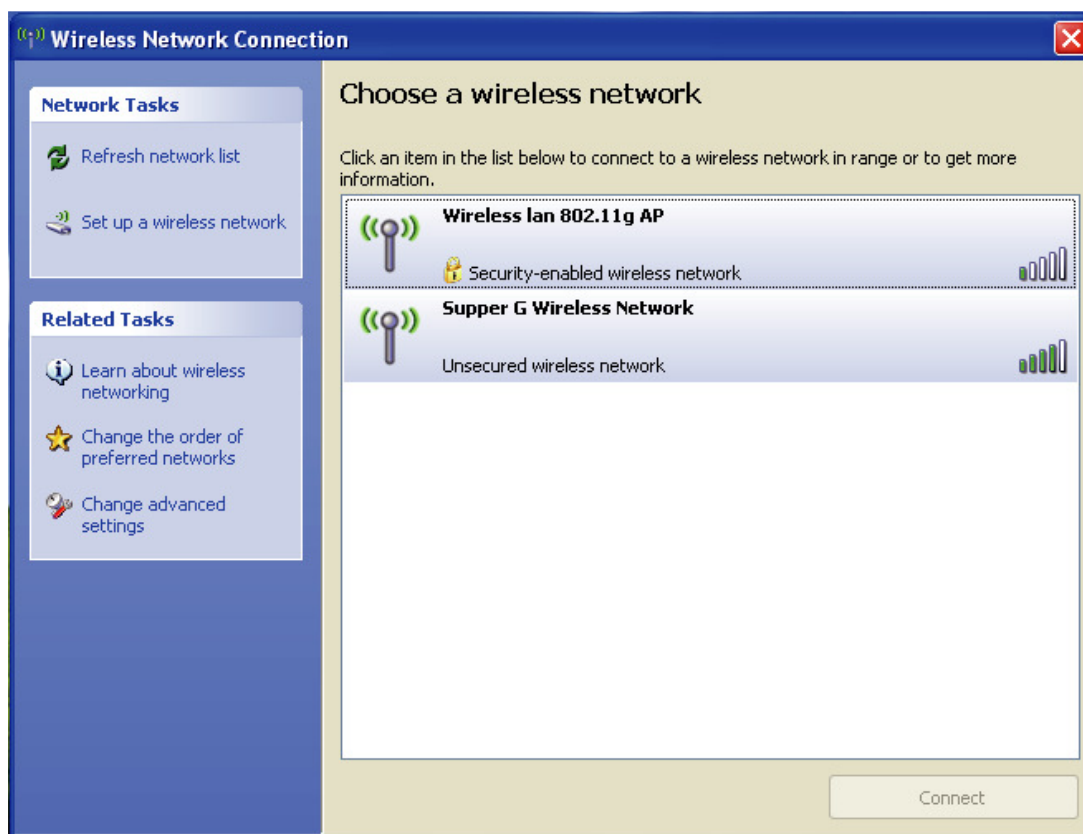 Wireless Network Connection
Network Tasks
Refresh network list
Set up a wireless network
Related Tasks
Learn about wireless
networking
Change the order of
preferred networks
Change advanced
settings
Choose a wireless network
Click an item in the list below to connect to a wireless network in range or to get more
information.
Wireless lan 802.11g AP
Security-enabled wireless network
Supper G Wireless Network
Unsecured wireless network
Connect